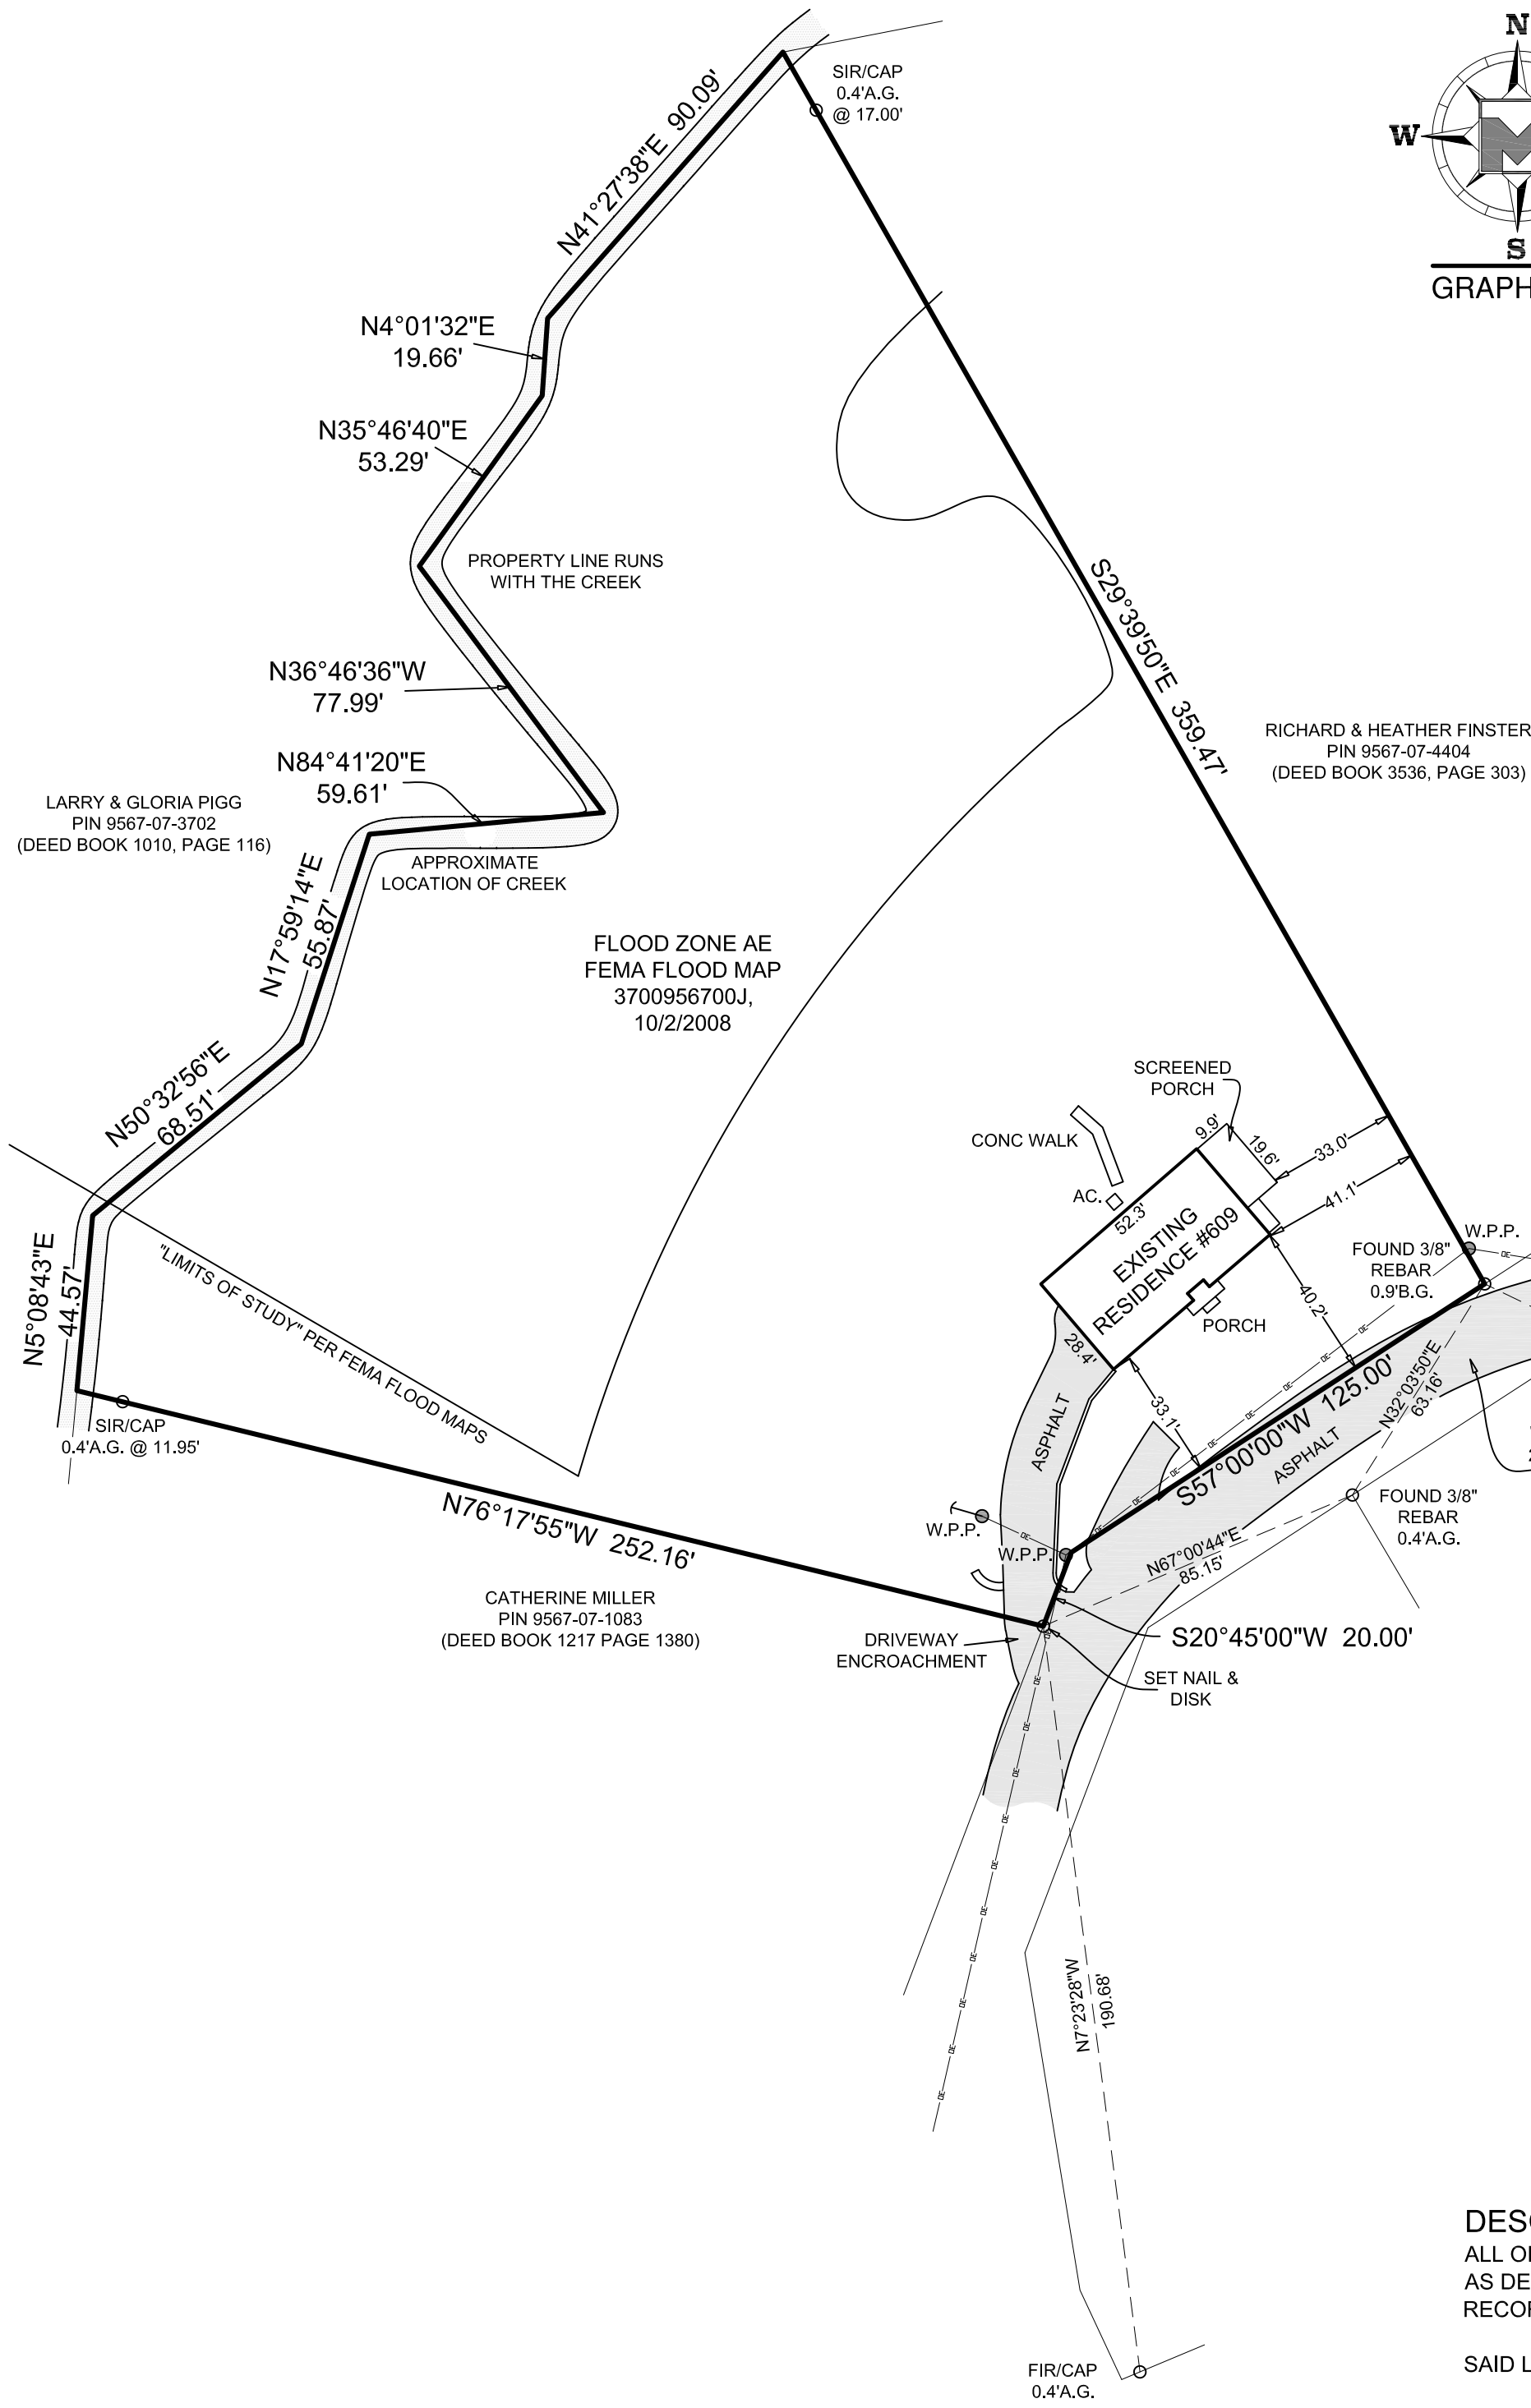 N
SIR/CAP
0.4'A.G.
@ 17.00'
W
S
GRAPH
N41°27'38"E 90.09'
N4°01'32"E
19.66'
N35°46'40"E
53.29'
PROPERTY LINE RUNS
WITH THE CREEK
S29°39'50"E 359.47'
N36°46'36"W
77.99'
RICHARD & HEATHER FINSTER
PIN 9567-07-4404
(DEED BOOK 3536, PAGE 303)
N84°41'20"E
59.61'
LARRY & GLORIA PIGG
PIN 9567-07-3702
(DEED BOOK 1010, PAGE 116)
APPROXIMATE
LOCATION OF CREEK
N17°59'14"E
55.87'
FLOOD ZONE AE
FEMA FLOOD MAP
3700956700J,
10/2/2008
N50°32'56"E
68.51'
SCREENED
PORCH
CONC WALK
9.9'
19.6'
33.0'
AC.
52.3'
41.1'
EXISTING
RESIDENCE #609
W.P.P.
FOUND 3/8"
REBAR
0.9'B.G.
N5°08'43"E
44.57'
"LIMITS OF STUDY" PER FEMA FLOOD MAPS
40.2'
PORCH
28.4'
33.1'
SIR/CAP
0.4'A.G. @ 11.95'
ASPHALT
S57°00'00"W 125.00'
ASPHALT
N32°03'50"E
63.16'
2
N76°17'55"W 252.16'
FOUND 3/8"
REBAR
0.4'A.G.
W.P.P.
W.P.P.
N67°00'44"E
85.15'
CATHERINE MILLER
PIN 9567-07-1083
(DEED BOOK 1217 PAGE 1380)
DRIVEWAY
ENCROACHMENT
S20°45'00"W 20.00'
SET NAIL &
DISK
N7°23'28"W
190.68'
DES
ALL O
AS DE
RECO
SAID L
FIR/CAP
0.4'A.G.